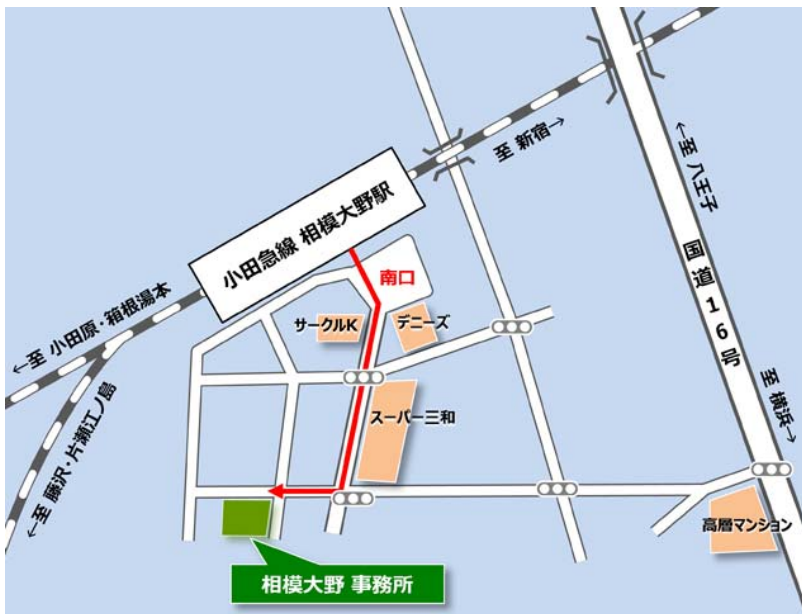 至 新宿→
←至 八王子
小田急線 相模大野駅
国道16号
南口
サークルK
デニーズ
←至 小田原・箱根湯本
至 横浜→
スーパー三和
←至 藤沢・片瀬江ノ島
高層マンション
相模大野 事務所